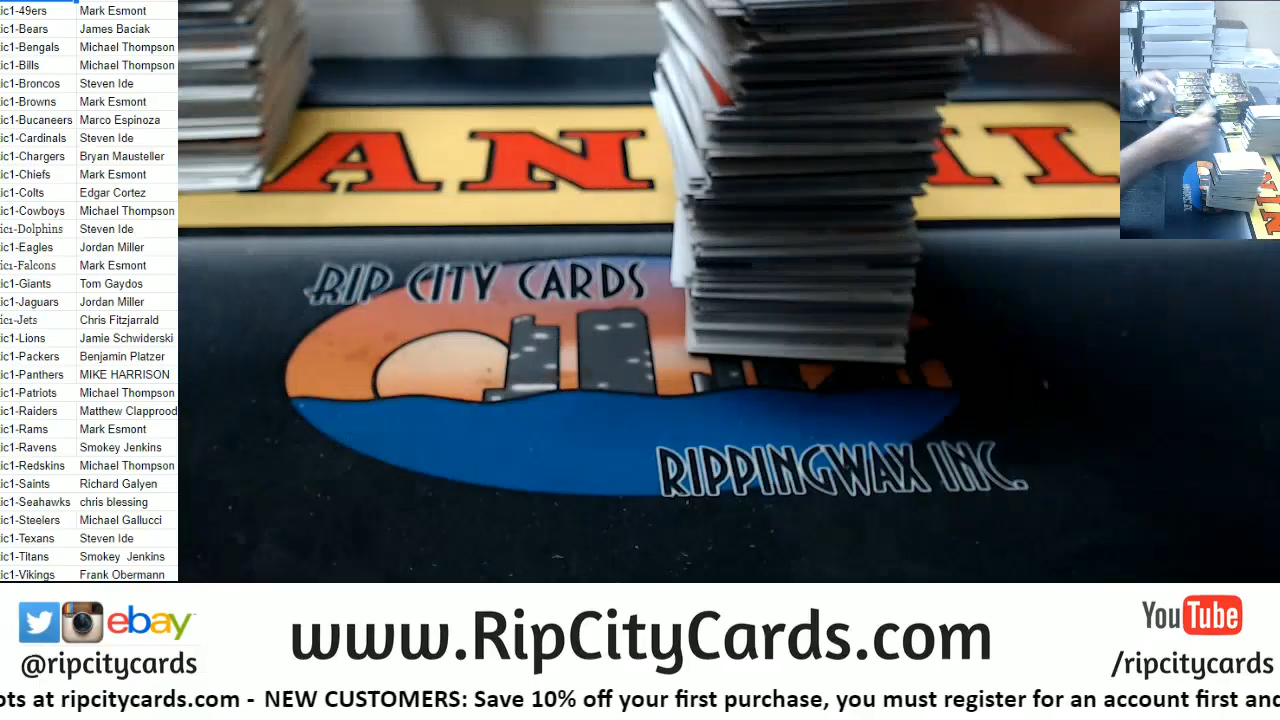 ic1-49ers Mark Esmont
ic1-Bears James Baciak
ic1-Bengals Michael Thompson
ic1-Bills Michael Thompson
ic1-Broncos Steven Ide
ic1-Browns Mark Esmont
ic1-Bucaneers Marco Espinoza
ic1-Cardinals Steven Ide
ic1-Chargers Bryan Mausteller
ic1-Chiefs Mark Esmont
ic1-Colts Edgar Cortez
ic1-Cowboys Michael Thompson
ic1-Dolphins Steven Ide
ic1-Eagles Jordan Miller
ic1-Falcons Mark Esmont
ic1-Giants Tom Gaydos
ic1-Jaguars Jordan Miller
ic1-Jets Chris Fitzjarrald
ic1-Lions Jamie Schwiderski
ic1-Packers Benjamin Platzer
ic1-Panthers MIKE HARRISON
ic1-Patriots Michael Thompson
ic1-Raiders Matthew Clapprood
ic1-Rams Mark Esmont
ic1-Ravens Smokey Jenkins
ic1-Redskins Michael Thompson
ic1-Saints Richard Galyen
ic1-Seahawks chris blessing
ic1-Steelers Michael Gallucci
ic1-Texans Steven Ide
ic1-Titans Smokey Jenkins
ic1-Vikings Frank Obermann
AN
RIP CITY CARDS
RIPPINGWAX INC.
ebay
@ripcitycards
www.RipCityCards.com
YouTube
/ripcitycards
ots at ripcitycards.com - NEW CUSTOMERS: Save 10% off your first purchase, you must register for an account first and